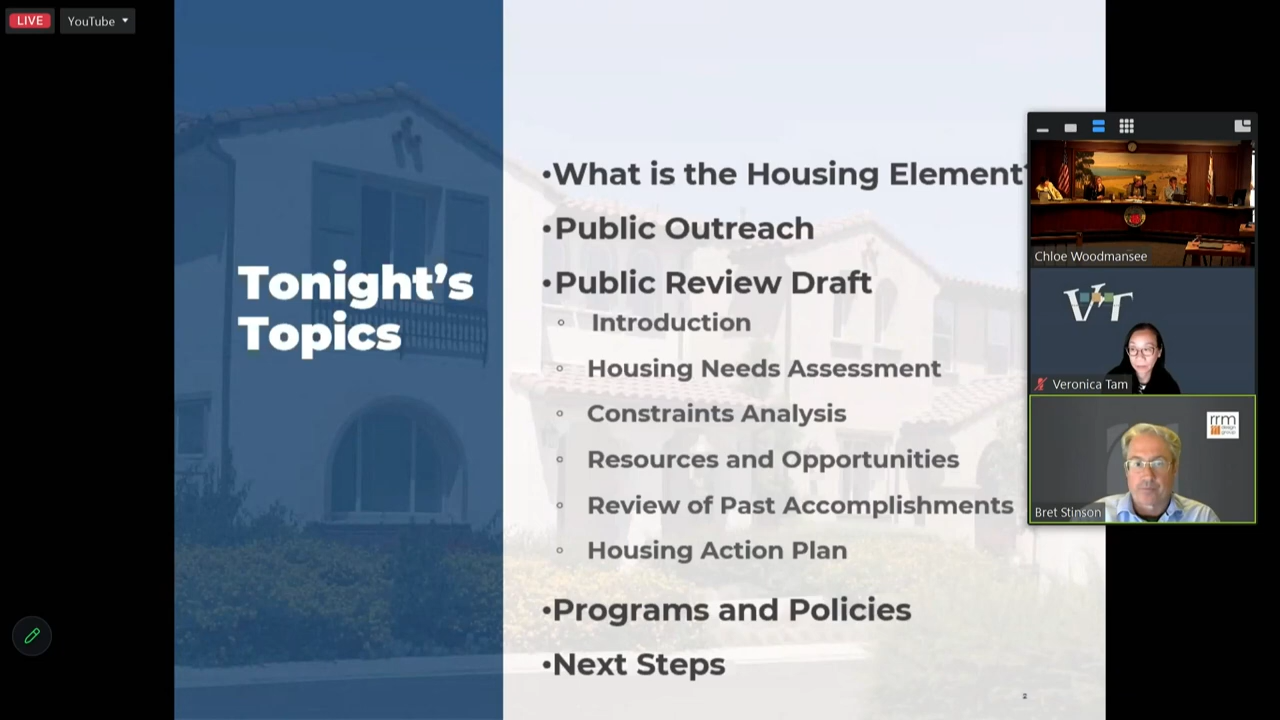 LIVE
YouTube
Tonight's
Topics
•What is the Housing Element?
•Public Outreach
•Public Review Draft
◦ Introduction
◦ Housing Needs Assessment
◦ Constraints Analysis
◦ Resources and Opportunities
◦ Review of Past Accomplishments
◦ Housing Action Plan
•Programs and Policies
•Next Steps
2
Chloe Woodmansee
VT
Veronica Tam
rrm
design
group
Bret Stinson